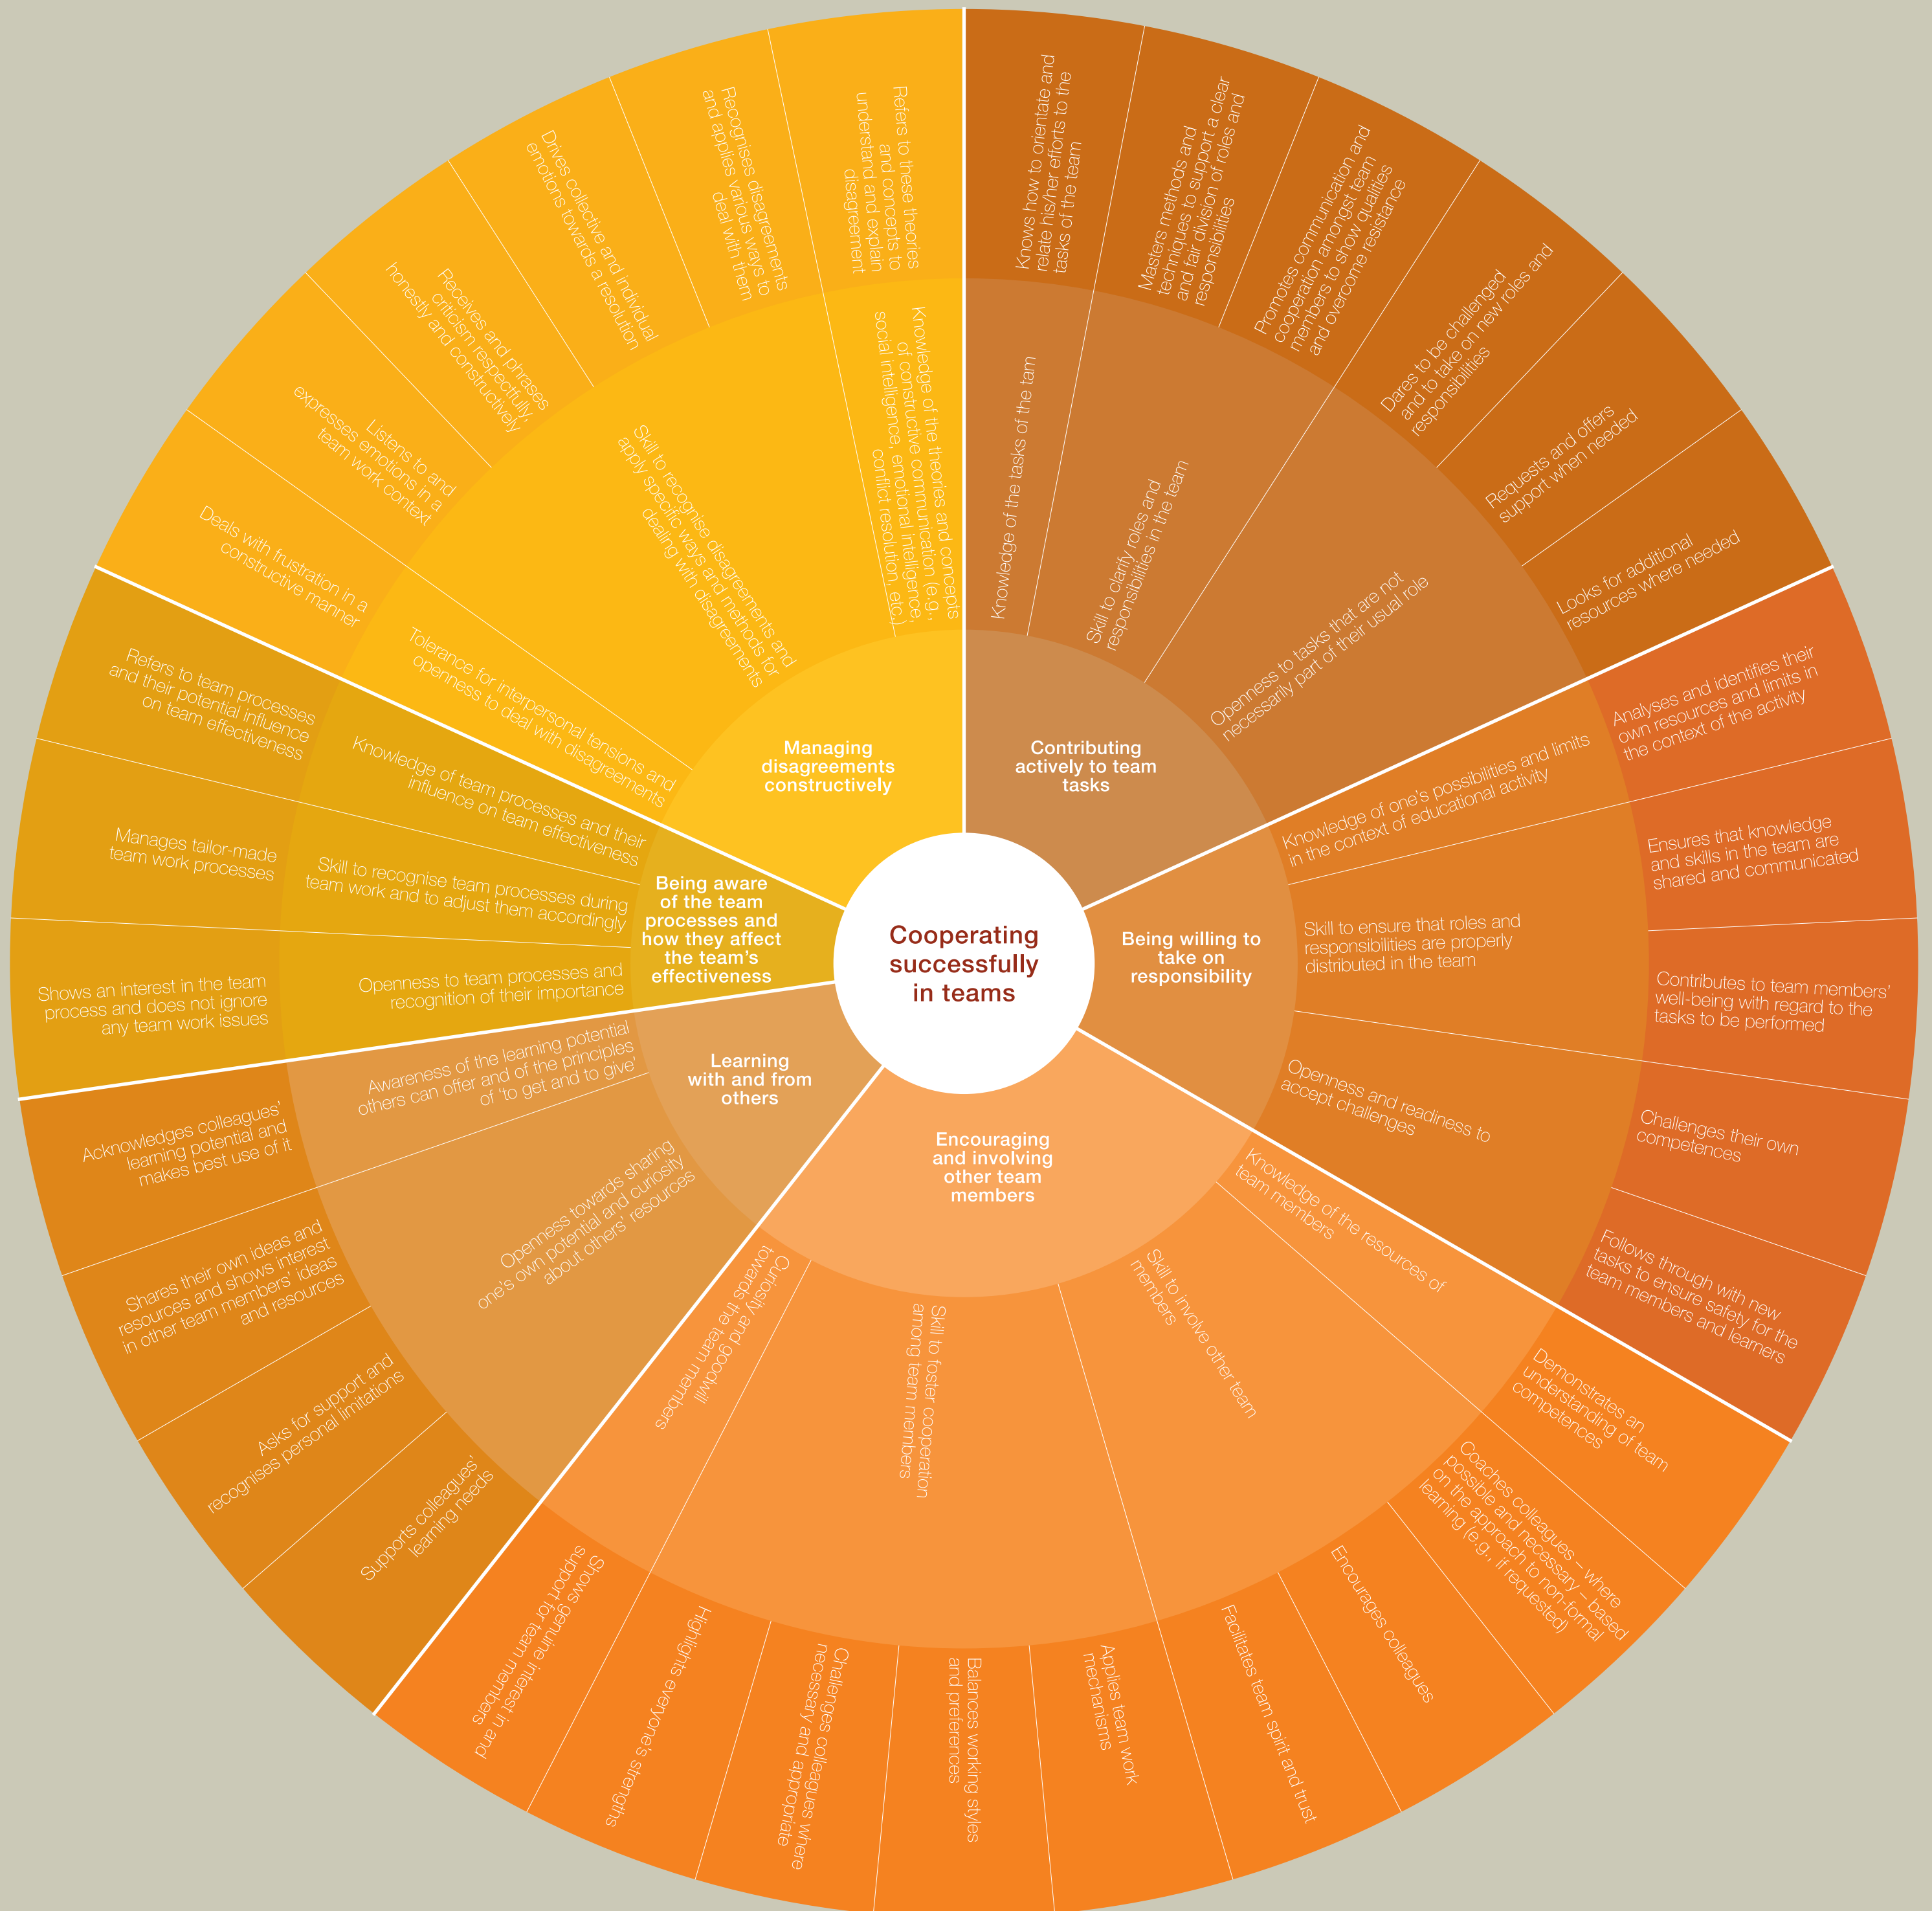 Cooperating
successfully
in teams
Contributing
actively to team
tasks
Knowledge of the tasks of the tam
Knows how to orientate and
relate his/her efforts to the
tasks of the team
Skill to clarify roles and
responsibilities in the team
Masters methods and
techniques to support a clear
and fair division of roles and
responsibilities
Promotes communication and
cooperation amongst team
members to show qualities
and overcome resistance
Openness to tasks that are not
necessarily part of their usual role
Dares to be challenged
and to take on new roles and
responsibilities
Requests and offers
support when needed
Looks for additional
resources where needed
Being willing to
take on
responsibility
Knowledge of one's possibilities and limits
in the context of educational activity
Analyses and identifies their
own resources and limits in
the context of the activity
Skill to ensure that roles and
responsibilities are properly
distributed in the team
Ensures that knowledge
and skills in the team are
shared and communicated
Contributes to team members'
well-being with regard to the
tasks to be performed
Openness and readiness to
accept challenges
Challenges their own
competences
Follows through with new
tasks to ensure safety for the
team members and learners
Encouraging
and involving
other team
members
Knowledge of the resources of
team members
Demonstrates an
understanding of team
competences
Skill to involve other team
members
Coaches colleagues – where
possible and necessary – based
on the approach to non-formal
learning (e.g., if requested)
Encourages colleagues
Facilitates team spirit and trust
Skill to foster cooperation
among team members
Applies team work
mechanisms
Balances working styles
and preferences
Challenges colleagues where
necessary and appropriate
Highlights everyone's strengths
Curiosity and goodwill
towards the team members
Shows genuine interest in and
support for team members
Learning
with and from
others
Awareness of the learning potential
others can offer and of the principles
of 'to get and to give'
Acknowledges colleagues'
learning potential and
makes best use of it
Openness towards sharing
one's own potential and curiosity
about others' resources
Shares their own ideas and
resources and shows interest
in other team members' ideas
and resources
Asks for support and
recognises personal limitations
Supports colleagues'
learning needs
Being aware
of the team
processes and
how they affect
the team's
effectiveness
Openness to team processes and
recognition of their importance
Shows an interest in the team
process and does not ignore
any team work issues
Skill to recognise team processes during
team work and to adjust them accordingly
Manages tailor-made
team work processes
Knowledge of team processes and their
influence on team effectiveness
Refers to team processes
and their potential influence
on team effectiveness
Managing
disagreements
constructively
Tolerance for interpersonal tensions and
openness to deal with disagreements
Deals with frustration in a
constructive manner
Skill to recognise disagreements and
apply specific ways and methods for
dealing with disagreements
Listens to and
expresses emotions in a
team work context
Receives and phrases
criticism respectfully,
honestly and constructively
Drives collective and individual
emotions towards a resolution
Recognises disagreements
and applies various ways to
deal with them
Knowledge of the theories and concepts
of constructive communication (e.g.,
social intelligence, emotional intelligence,
conflict resolution, etc.)
Refers to these theories
and concepts to
understand and explain
disagreement